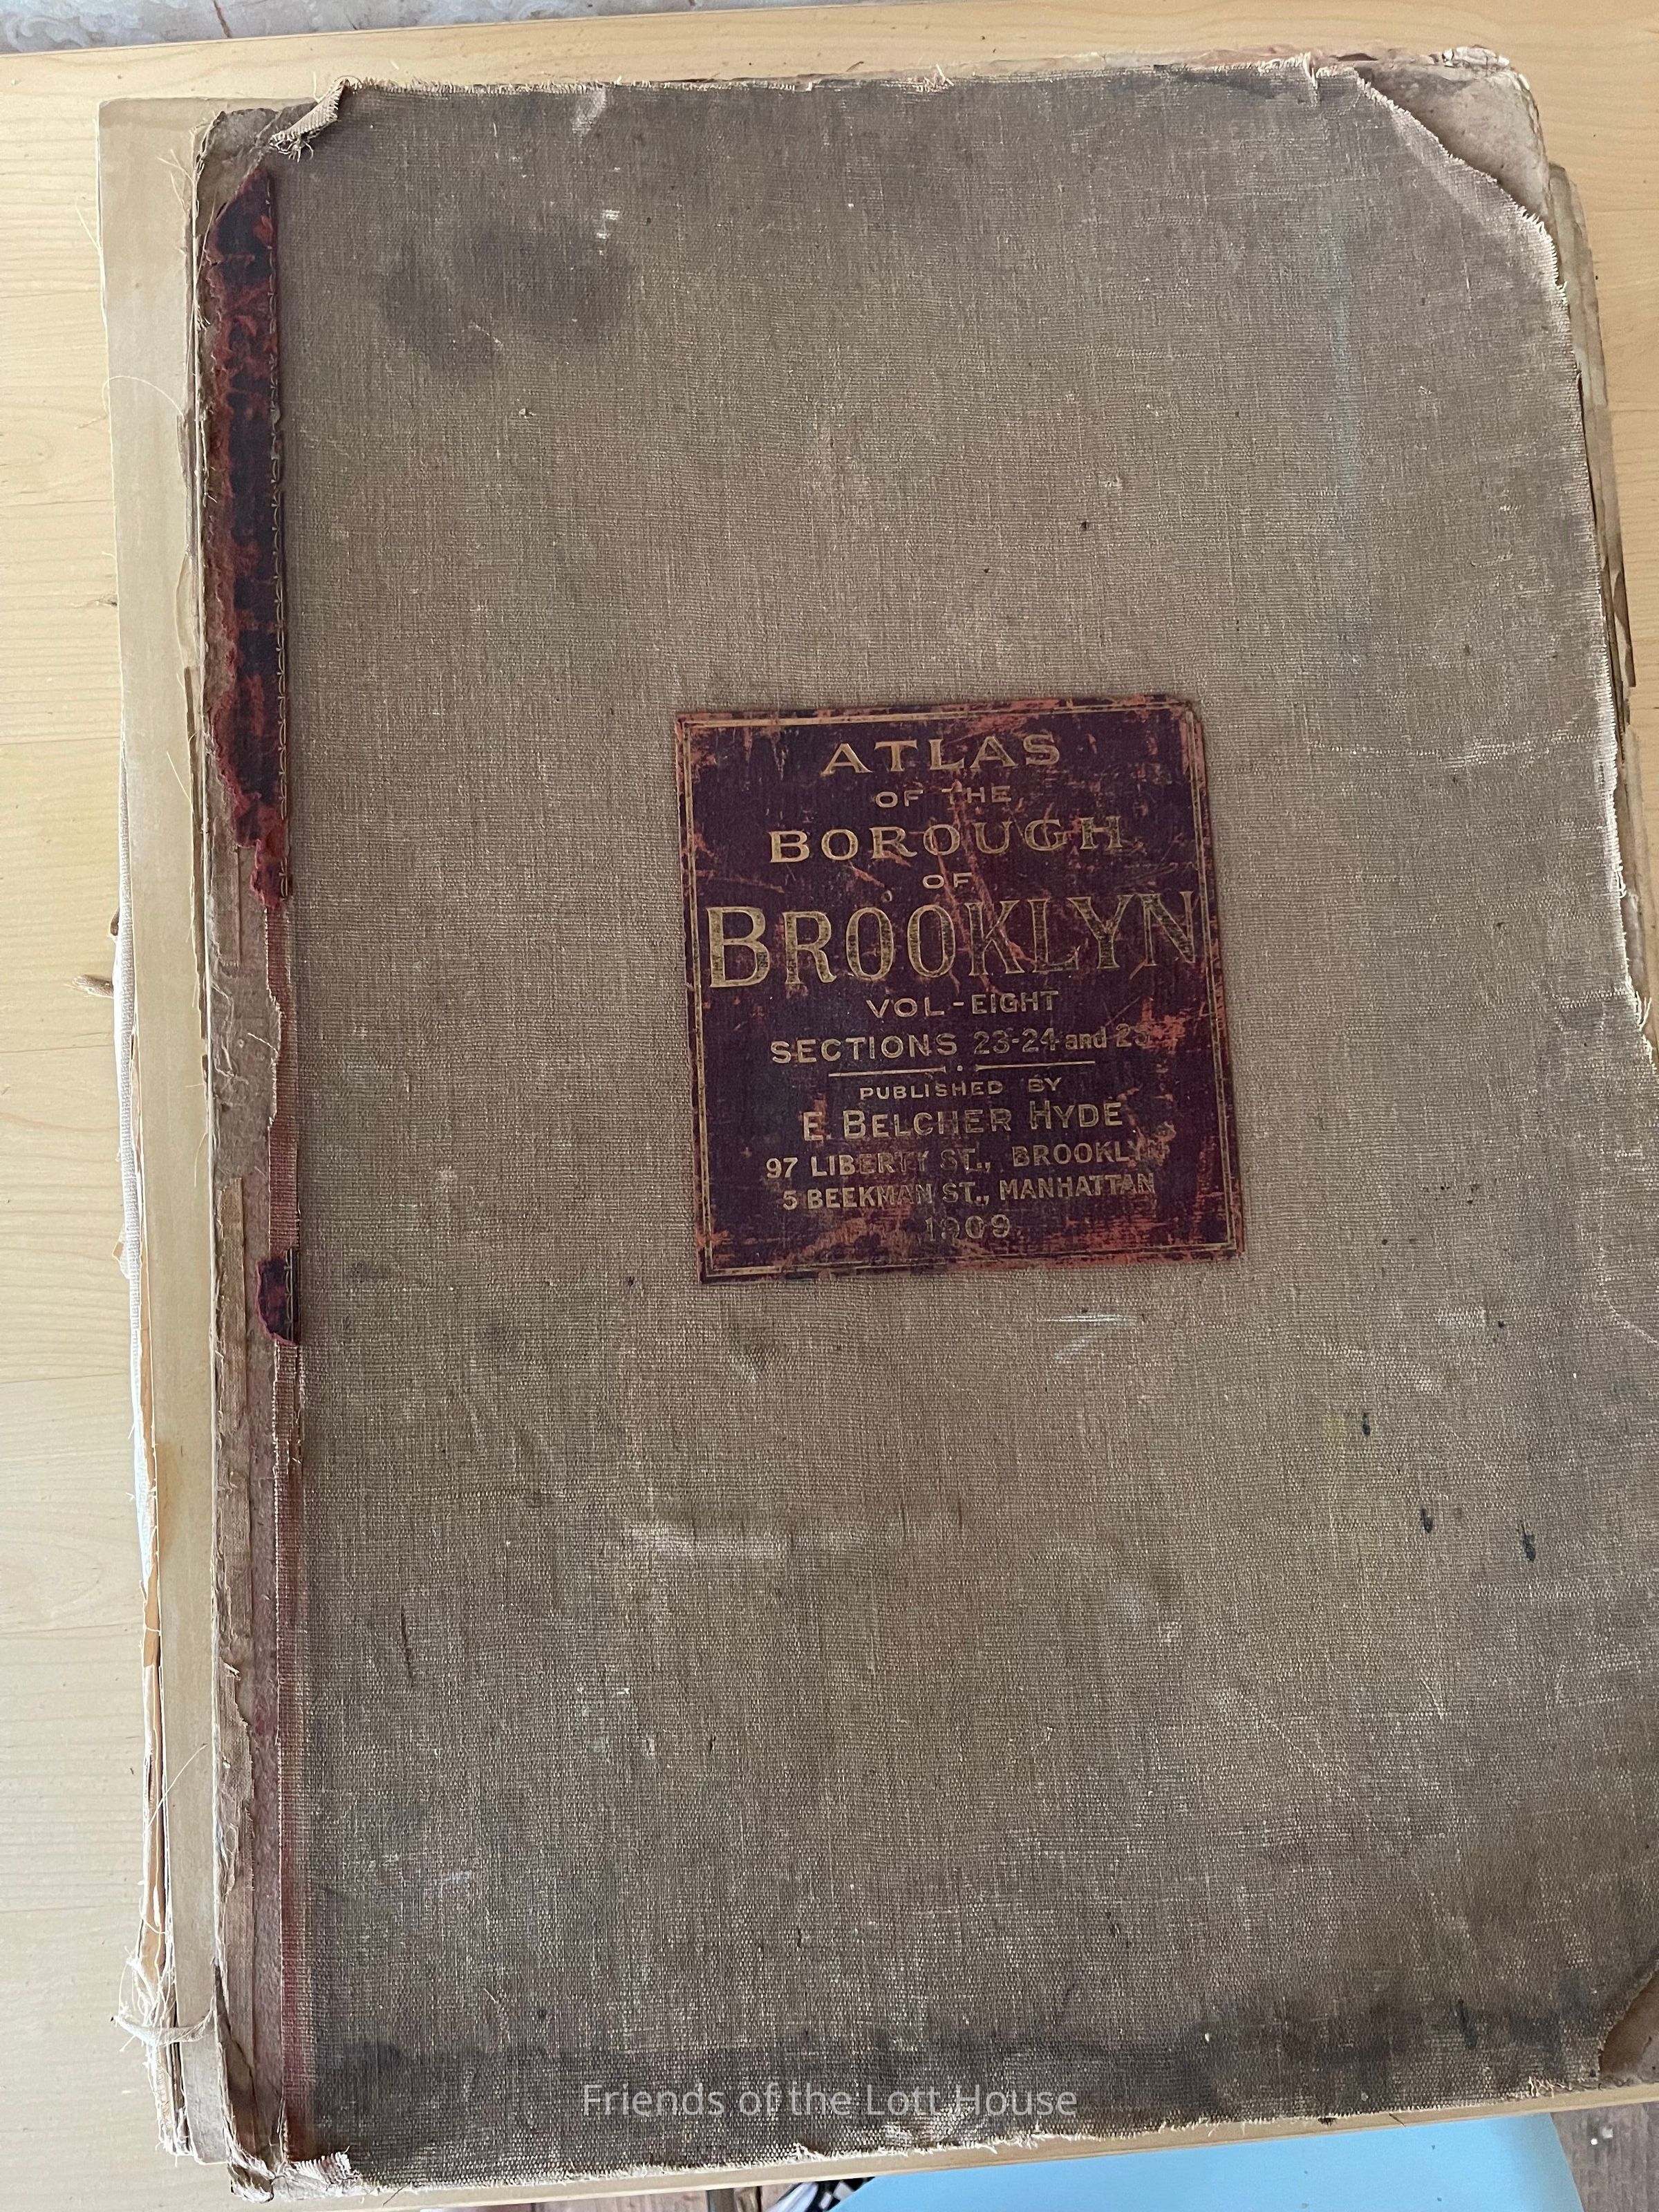 ATLAS
OF THE
BOROUGH
OF
BROOKLYN
VOL-EIGHT
SECTIONS 23-24 and 25
PUBLISHED BY
E. BELCHER HYDE
97 LIBERTY ST., BROOKLYN
5 BEEKMAN ST., MANHATTAN
1909
Friends of the Lott House